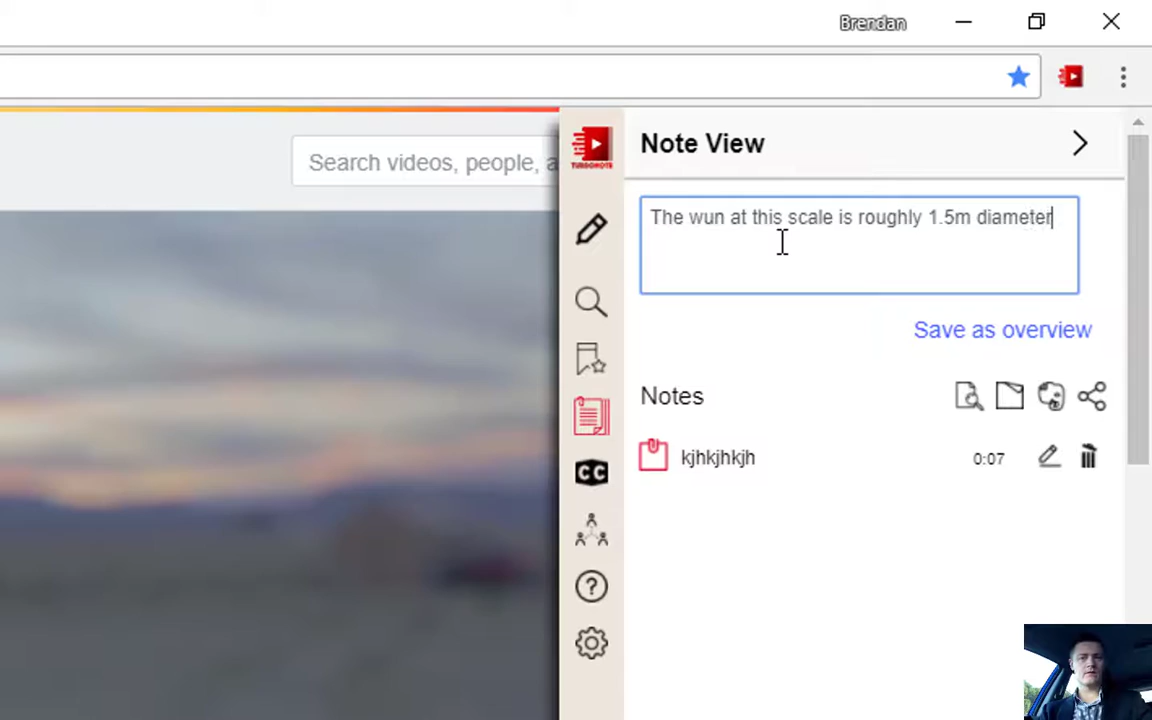 Brendan
Search videos, people, a
TURBONOTE
Note View
The wun at this scale is roughly 1.5m diameter
Save as overview
Notes
kjhkjhkjh
0:07
CC